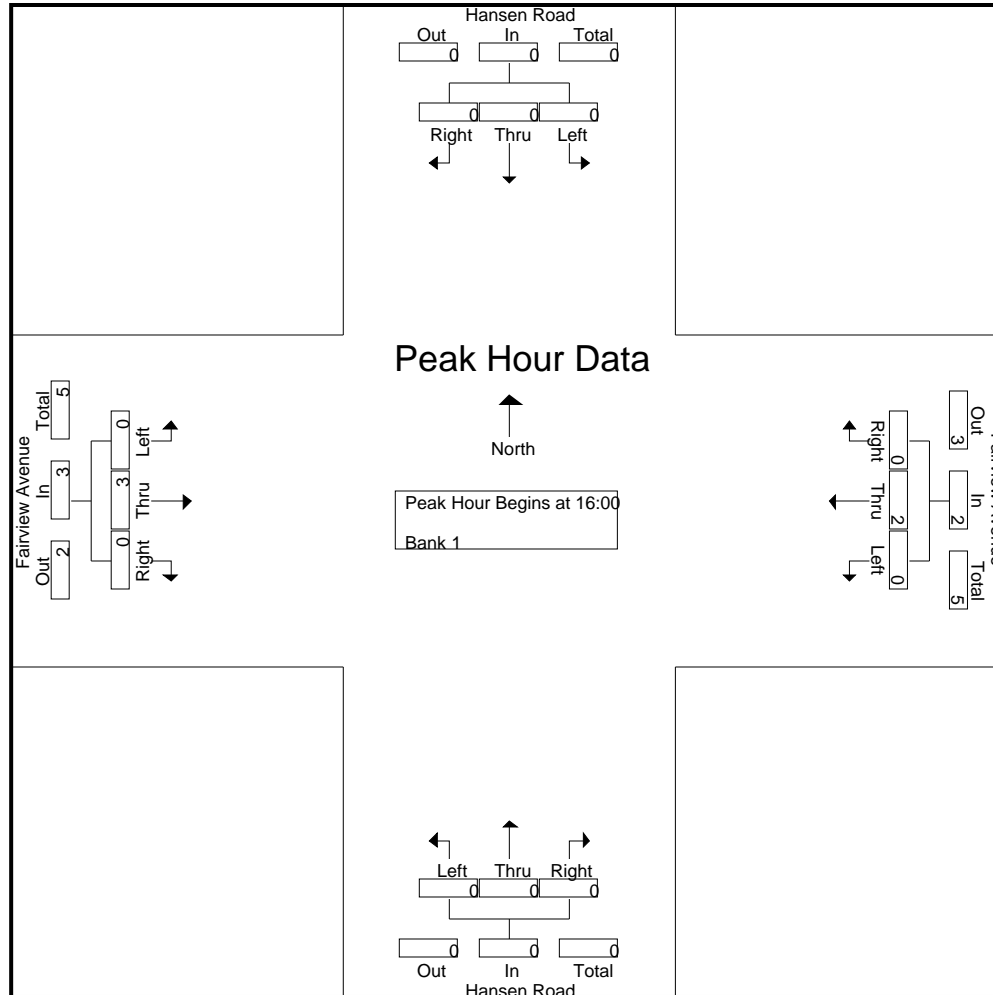 Hansen Road
Out In Total
0 0 0
0 0 0
Right Thru Left
Peak Hour Data
North
Peak Hour Begins at 16:00
Bank 1
Fairview Avenue
Total In Out
5 3 2
0 3 0
Left Thru Right
Out In Total
3 2 5
0 2 0
Right Thru Left
Left Thru Right
0 0 0
0 0 0
Out In Total
Hansen Road